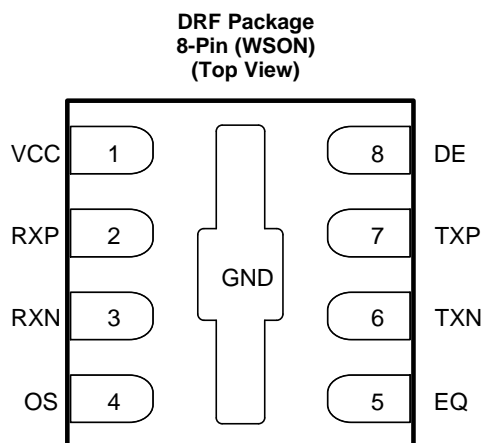 DRF Package
8-Pin (WSON)
(Top View)
VCC 1 8 DE
RXP 2 7 TXP
GND
RXN 3 6 TXN
OS 4 5 EQ